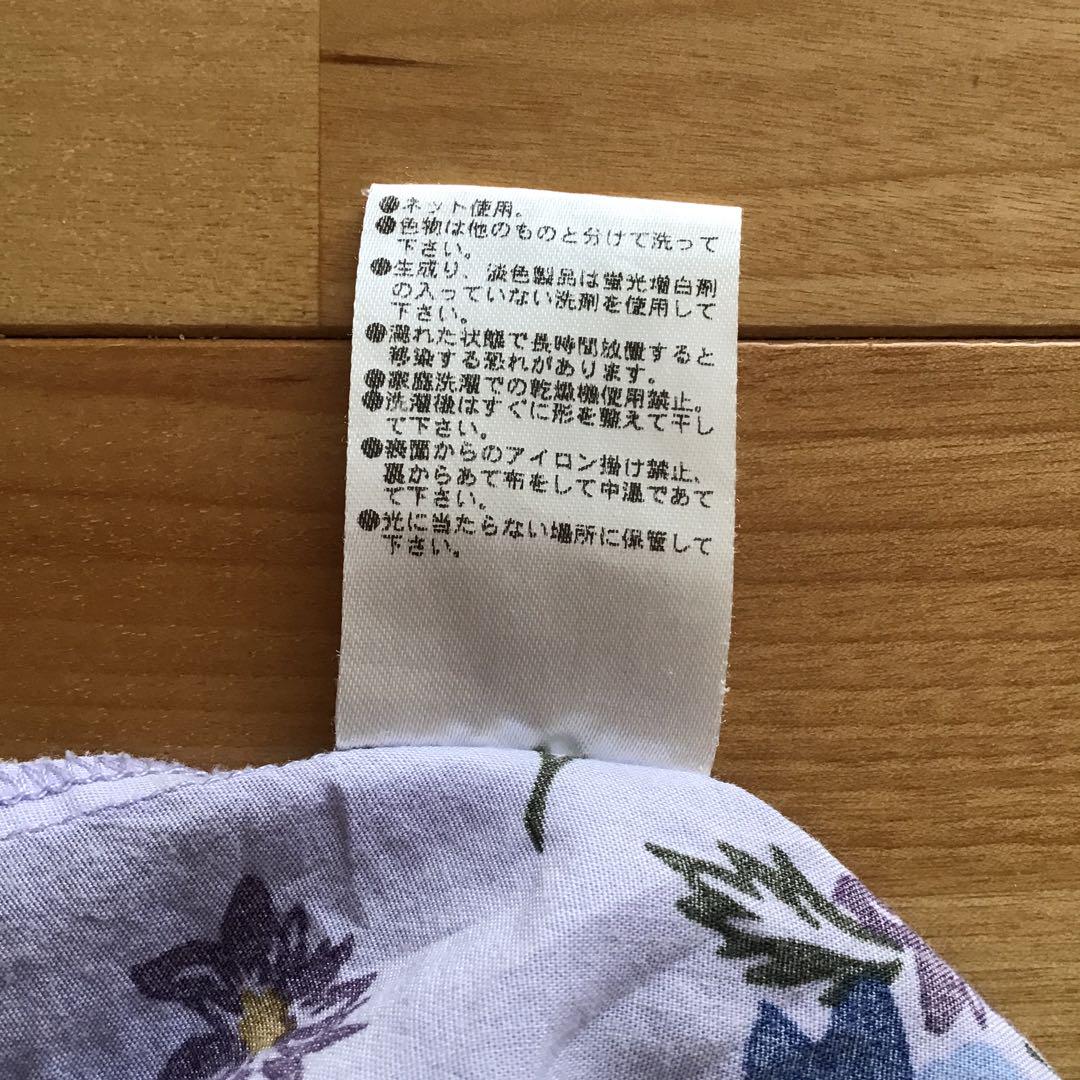 ●ネット使用。
●色物は他のものと分けて洗って
下さい。
●生成り、淡色製品は蛍光増白剤
の入っていない洗剤を使用して
下さい。
●濡れた状態で長時間放置すると
移染する恐れがあります。
●家庭洗濯での乾燥機使用禁止。
●洗濯後はすぐに形を整えて干し
て下さい。
●表面からのアイロン掛け禁止、
裏からあて布をして中温であて
て下さい。
●光に当たらない場所に保管して
下さい。